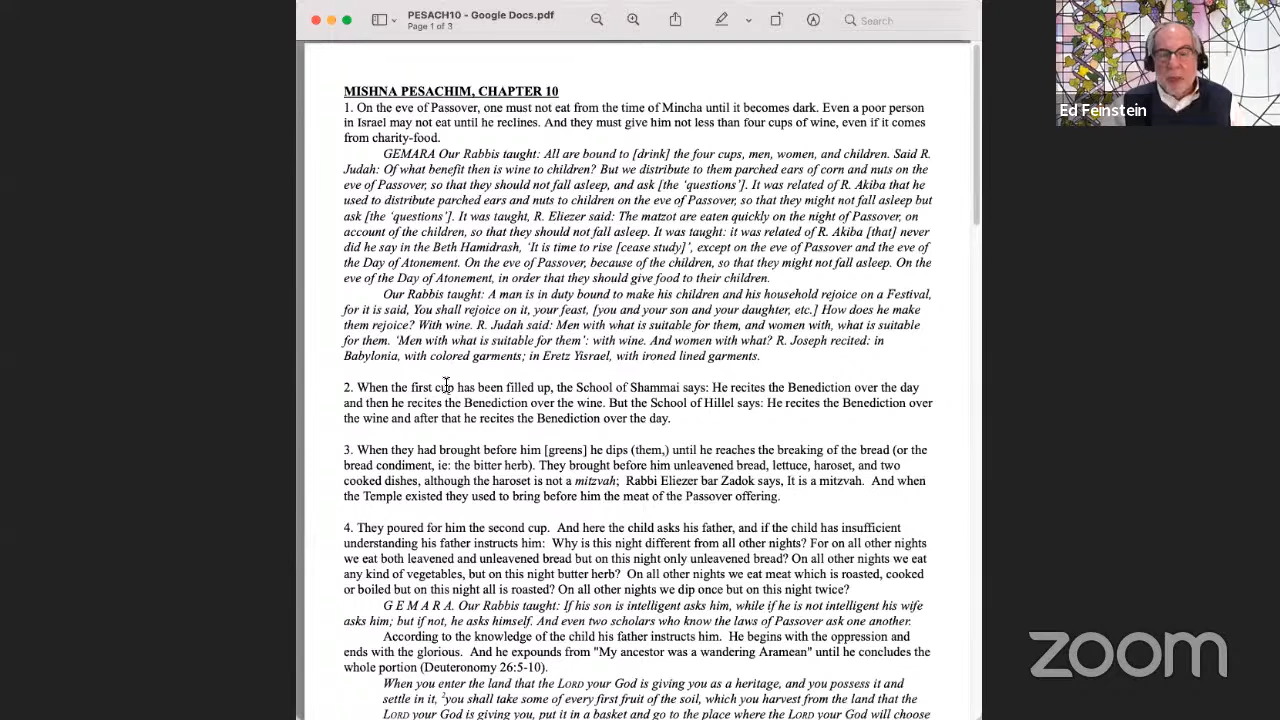 PESACH10 - Google Docs.pdf
Page 1 of 3
Search
Ed Feinstein
MISHNA PESACHIM, CHAPTER 10
1. On the eve of Passover, one must not eat from the time of Mincha until it becomes dark. Even a poor person
in Israel may not eat until he reclines. And they must give him not less than four cups of wine, even if it comes
from charity-food.
GEMARA Our Rabbis taught: All are bound to [drink] the four cups, men, women, and children. Said R.
Judah: Of what benefit then is wine to children? But we distribute to them parched ears of corn and nuts on the
eve of Passover, so that they should not fall asleep, and ask [the ‘questions’]. It was related of R. Akiba that he
used to distribute parched ears and nuts to children on the eve of Passover, so that they might not fall asleep but
ask [the ‘questions’]. It was taught, R. Eliezer said: The matzot are eaten quickly on the night of Passover, on
account of the children, so that they should not fall asleep. It was taught: it was related of R. Akiba [that] never
did he say in the Beth Hamidrash, ‘It is time to rise [cease study]’, except on the eve of Passover and the eve of
the Day of Atonement. On the eve of Passover, because of the children, so that they might not fall asleep. On the
eve of the Day of Atonement, in order that they should give food to their children.
Our Rabbis taught: A man is in duty bound to make his children and his household rejoice on a Festival,
for it is said, You shall rejoice on it, your feast, [you and your son and your daughter, etc.] How does he make
them rejoice? With wine. R. Judah said: Men with what is suitable for them, and women with, what is suitable
for them. ‘Men with what is suitable for them’: with wine. And women with what? R. Joseph recited: in
Babylonia, with colored garments; in Eretz Yisrael, with ironed lined garments.
2. When the first cup has been filled up, the School of Shammai says: He recites the Benediction over the day
and then he recites the Benediction over the wine. But the School of Hillel says: He recites the Benediction over
the wine and after that he recites the Benediction over the day.
3. When they had brought before him [greens] he dips (them,) until he reaches the breaking of the bread (or the
bread condiment, ie: the bitter herb). They brought before him unleavened bread, lettuce, haroset, and two
cooked dishes, although the haroset is not a mitzvah; Rabbi Eliezer bar Zadok says, It is a mitzvah. And when
the Temple existed they used to bring before him the meat of the Passover offering.
4. They poured for him the second cup. And here the child asks his father, and if the child has insufficient
understanding his father instructs him: Why is this night different from all other nights? For on all other nights
we eat both leavened and unleavened bread but on this night only unleavened bread? On all other nights we eat
any kind of vegetables, but on this night butter herb? On all other nights we eat meat which is roasted, cooked
or boiled but on this night all is roasted? On all other nights we dip once but on this night twice?
G E M A R A. Our Rabbis taught: If his son is intelligent asks him, while if he is not intelligent his wife
asks him; but if not, he asks himself. And even two scholars who know the laws of Passover ask one another.
According to the knowledge of the child his father instructs him. He begins with the oppression and
ends with the glorious. And he expounds from "My ancestor was a wandering Aramean" until he concludes the
whole portion (Deuteronomy 26:5-10).
When you enter the land that the LORD your God is giving you as a heritage, and you possess it and
settle in it, 2you shall take some of every first fruit of the soil, which you harvest from the land that the
LORD your God is giving you, put it in a basket and go to the place where the LORD your God will choose
zoom